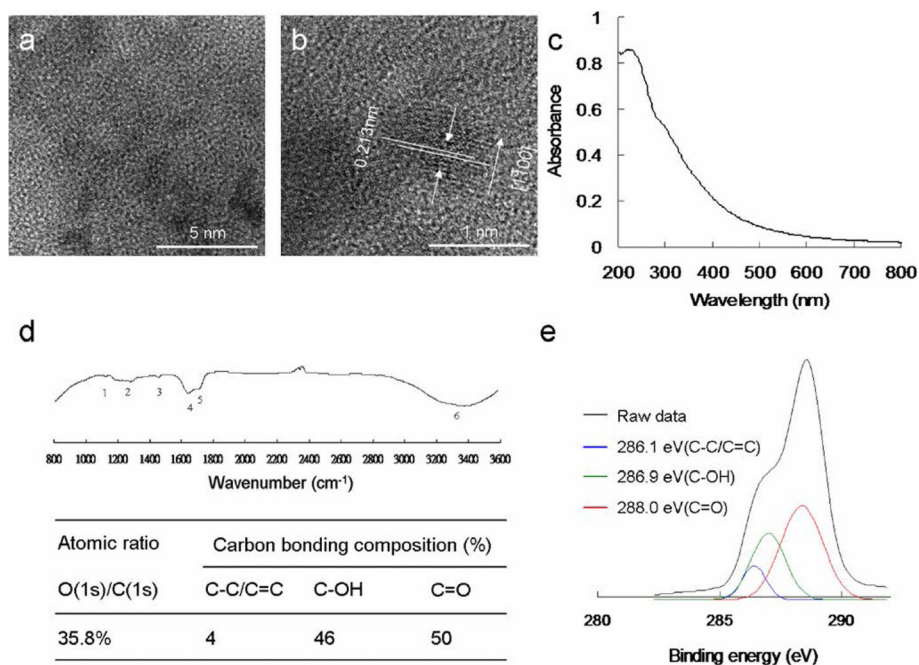 a
5 nm
b
0.213nm
[1-100]
1 nm
c
1
0.8
0.6
0.4
0.2
0
Absorbance
200 300 400 500 600 700 800
Wavelength (nm)
d
1 2 3 4 5 6
800 1000 1200 1400 1600 1800 2000 2200 2400 2600 2800 3000 3200 3400 3600
Wavenumber (cm⁻¹)
Atomic ratio Carbon bonding composition (%)
O(1s)/C(1s) C-C/C=C C-OH C=O
35.8% 4 46 50
e
Raw data
286.1 eV(C-C/C=C)
286.9 eV(C-OH)
288.0 eV(C=O)
280 285 290
Binding energy (eV)